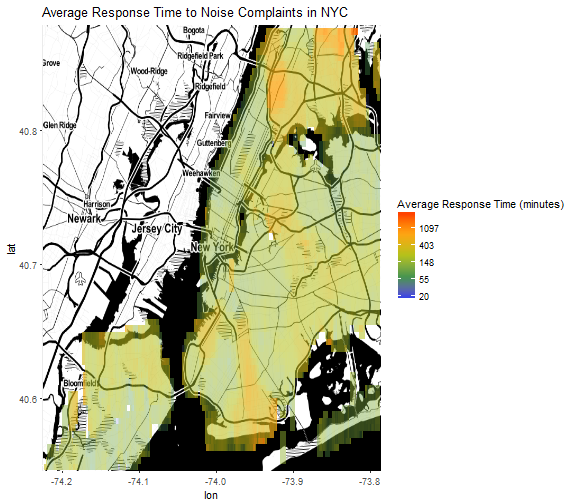 Average Response Time to Noise Complaints in NYC
Bogota
Ridgefield Park
Grove
Wood-Ridge
Ridgefield
Fairview
Glen Ridge
Guttenberg
Weehawken
Harrison
Newark
Jersey City
New York
Bloomfields
40.8
40.7
40.6
lat
-74.2
-74.1
-74.0
-73.9
-73.8
lon
Average Response Time (minutes)
1097
403
148
55
20